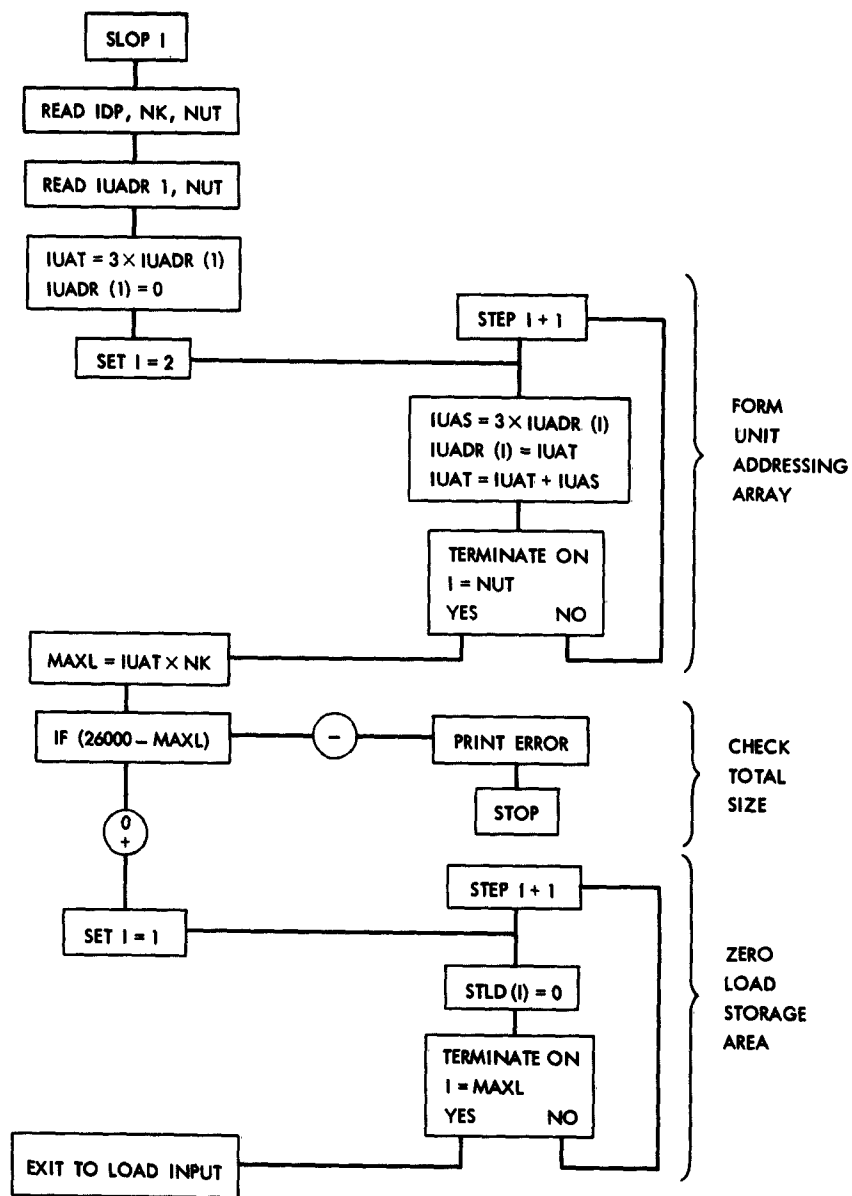 SLOP 1
READ IDP, NK, NUT
READ IUADR 1, NUT
IUAT = 3 × IUADR (1)
IUADR (1) = 0
SET I = 2
STEP I + 1
IUAS = 3 × IUADR (I)
IUADR (I) = IUAT
IUAT = IUAT + IUAS
TERMINATE ON
I = NUT
YES NO
FORM
UNIT
ADDRESSING
ARRAY
MAXL = IUAT × NK
IF (26000 – MAXL)
–
PRINT ERROR
STOP
CHECK
TOTAL
SIZE
0
+
SET I = 1
STEP I + 1
STLD (I) = 0
TERMINATE ON
I = MAXL
YES NO
ZERO
LOAD
STORAGE
AREA
EXIT TO LOAD INPUT